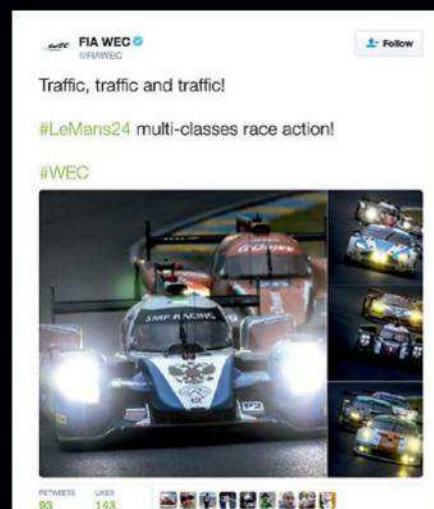 wec FIA WEC
@FIAWEC
Follow
Traffic, traffic and traffic!
#LeMans24 multi-classes race action!
#WEC
SMP RACING
RETWEETS
LIKES
93
143